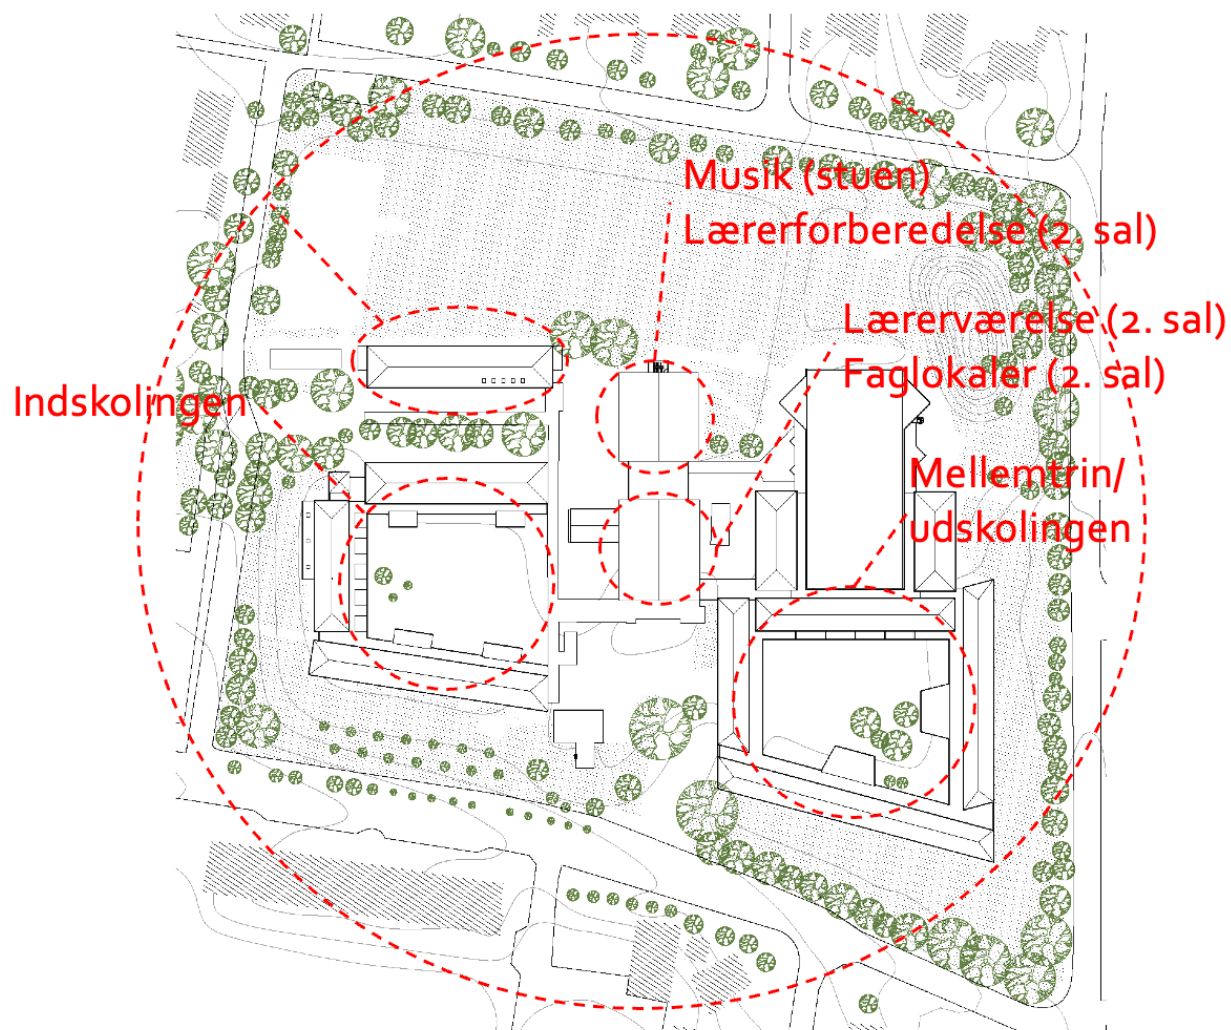 Musik (stuen)
Lærerforberedelse (2. sal)
Lærerværelse (2. sal)
Faglokaler (2. sal)
Indskolingen
Mellemtrin/
udskolingen